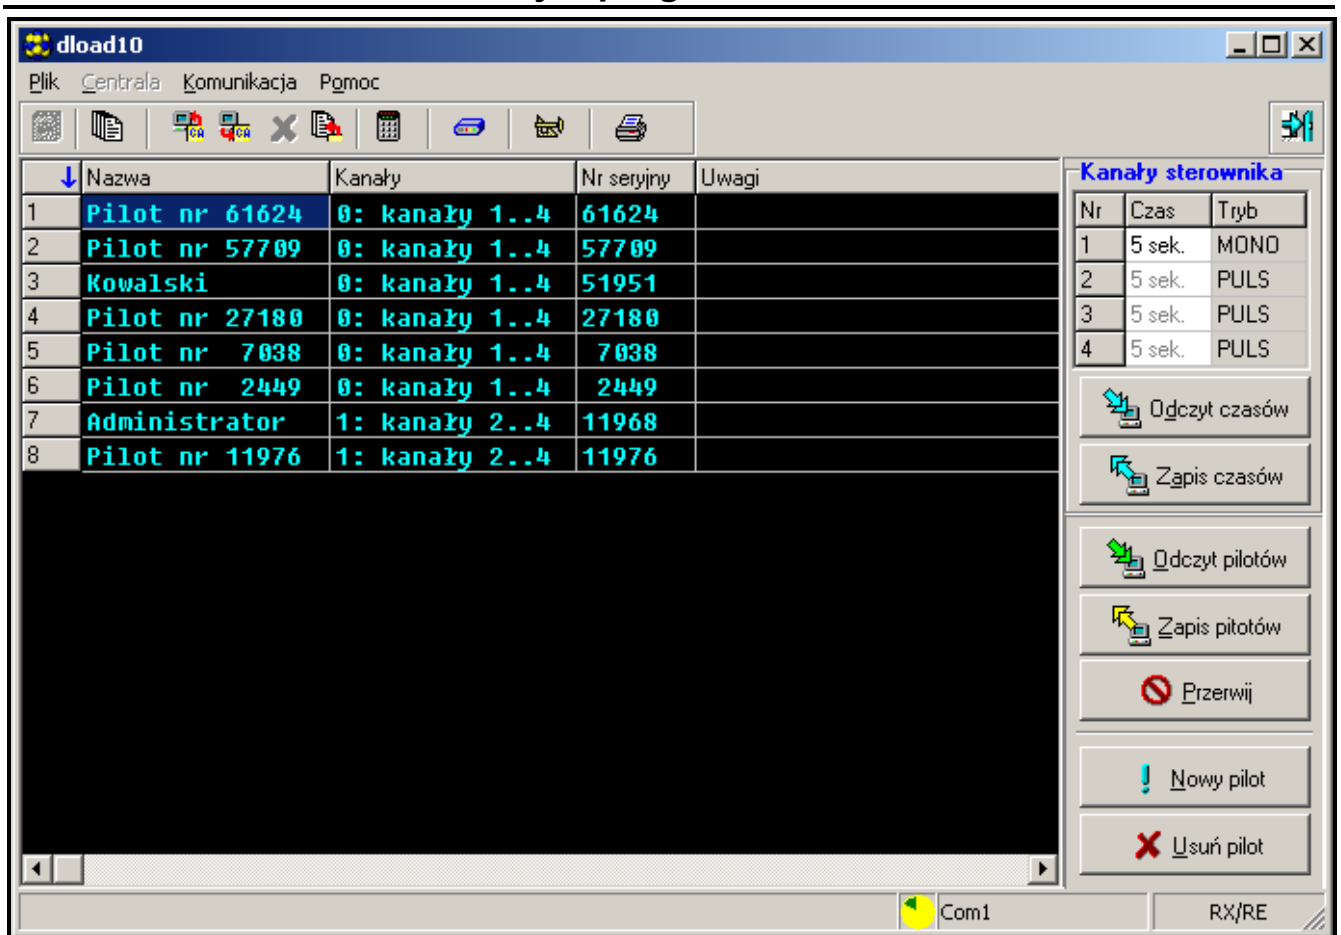 dload10
Plik Centrala Komunikacja Pomoc
Nazwa Kanały Nr seryjny Uwagi
1 Pilot nr 61624 0: kanały 1..4 61624
2 Pilot nr 57709 0: kanały 1..4 57709
3 Kowalski 0: kanały 1..4 51951
4 Pilot nr 27180 0: kanały 1..4 27180
5 Pilot nr 7038 0: kanały 1..4 7038
6 Pilot nr 2449 0: kanały 1..4 2449
7 Administrator 1: kanały 2..4 11968
8 Pilot nr 11976 1: kanały 2..4 11976
Kanały sterownika
Nr Czas Tryb
1 5 sek. MONO
2 5 sek. PULS
3 5 sek. PULS
4 5 sek. PULS
Odczyt czasów
Zapis czasów
Odczyt pilotów
Zapis pitotów
Przerwij
Nowy pilot
Usuń pilot
Com1 RX/RE